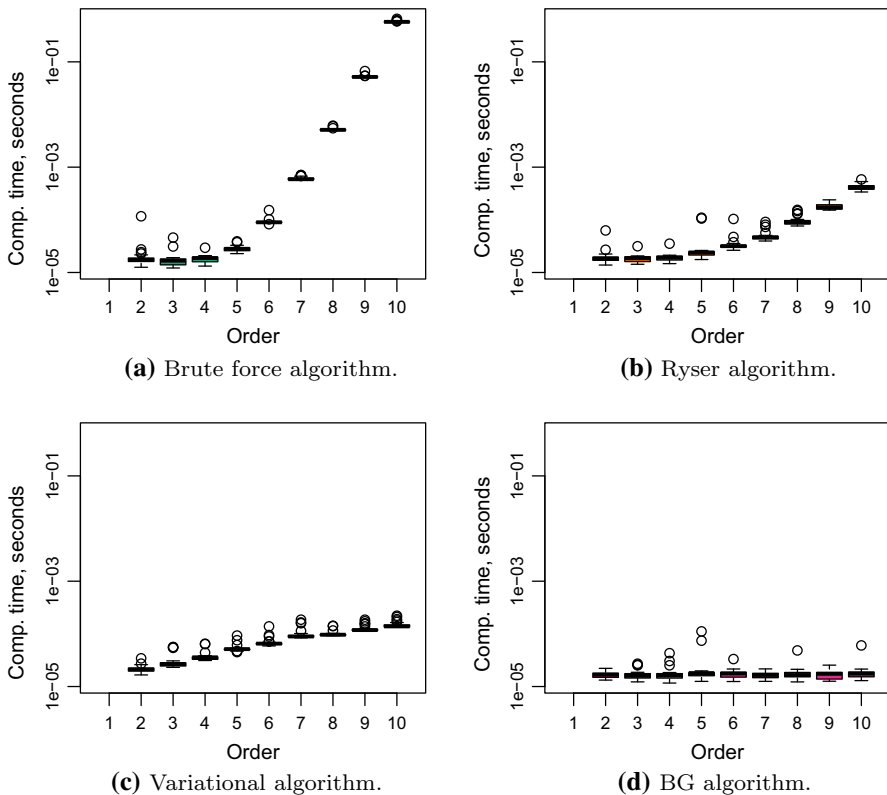 Comp. time, seconds
1e-01
1e-03
1e-05
1 2 3 4 5 6 7 8 9 10
Order
(a) Brute force algorithm.
Comp. time, seconds
1e-01
1e-03
1e-05
1 2 3 4 5 6 7 8 9 10
Order
(b) Ryser algorithm.
Comp. time, seconds
1e-01
1e-03
1e-05
1 2 3 4 5 6 7 8 9 10
Order
(c) Variational algorithm.
Comp. time, seconds
1e-01
1e-03
1e-05
1 2 3 4 5 6 7 8 9 10
Order
(d) BG algorithm.